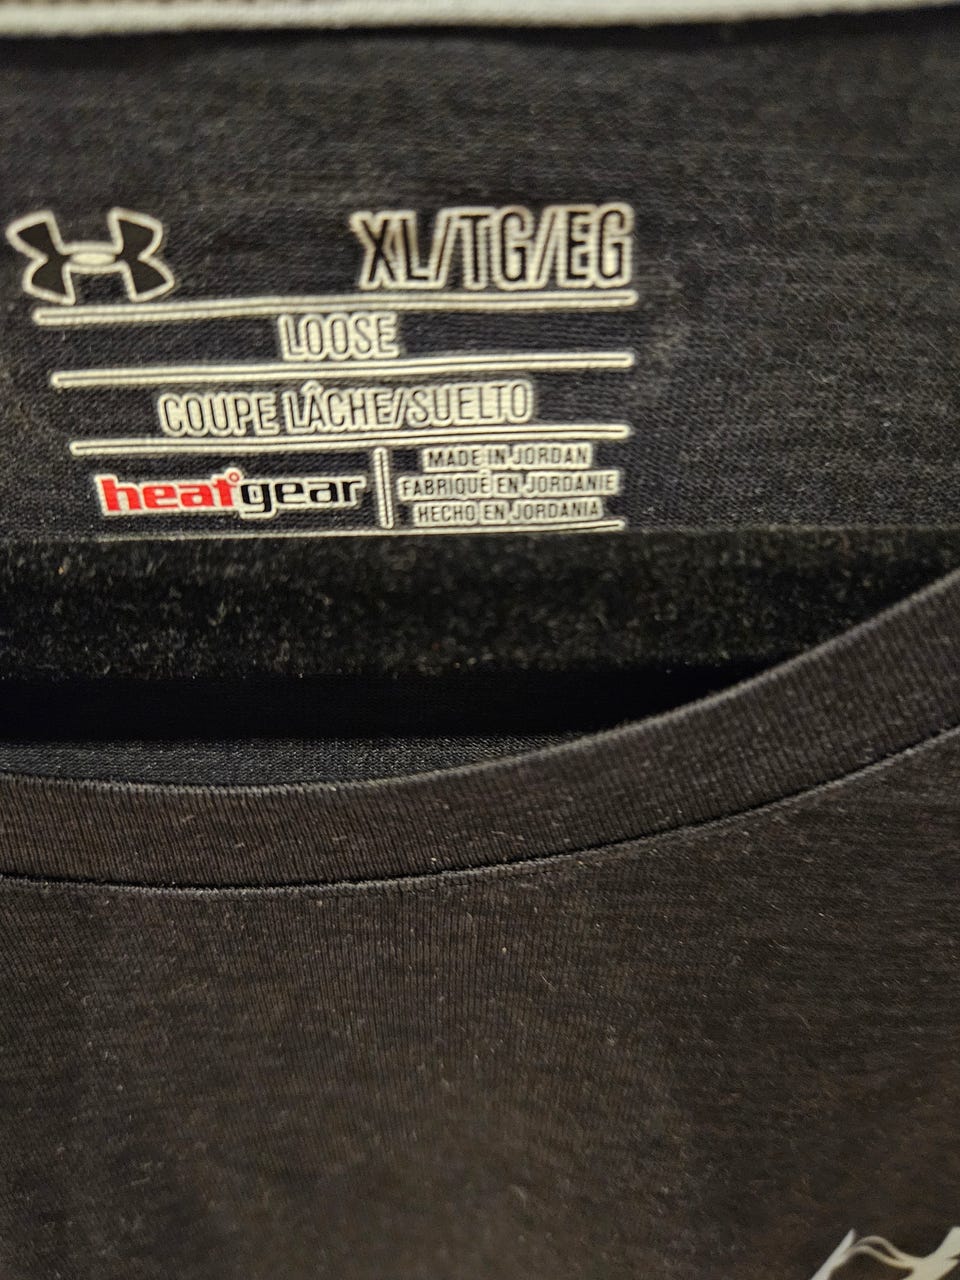 XL/TG/EG
LOOSE
COUPE LÂCHE/SUELTO
heatgear
MADE IN JORDAN
FABRIQUÉ EN JORDANIE
HECHO EN JORDANIA